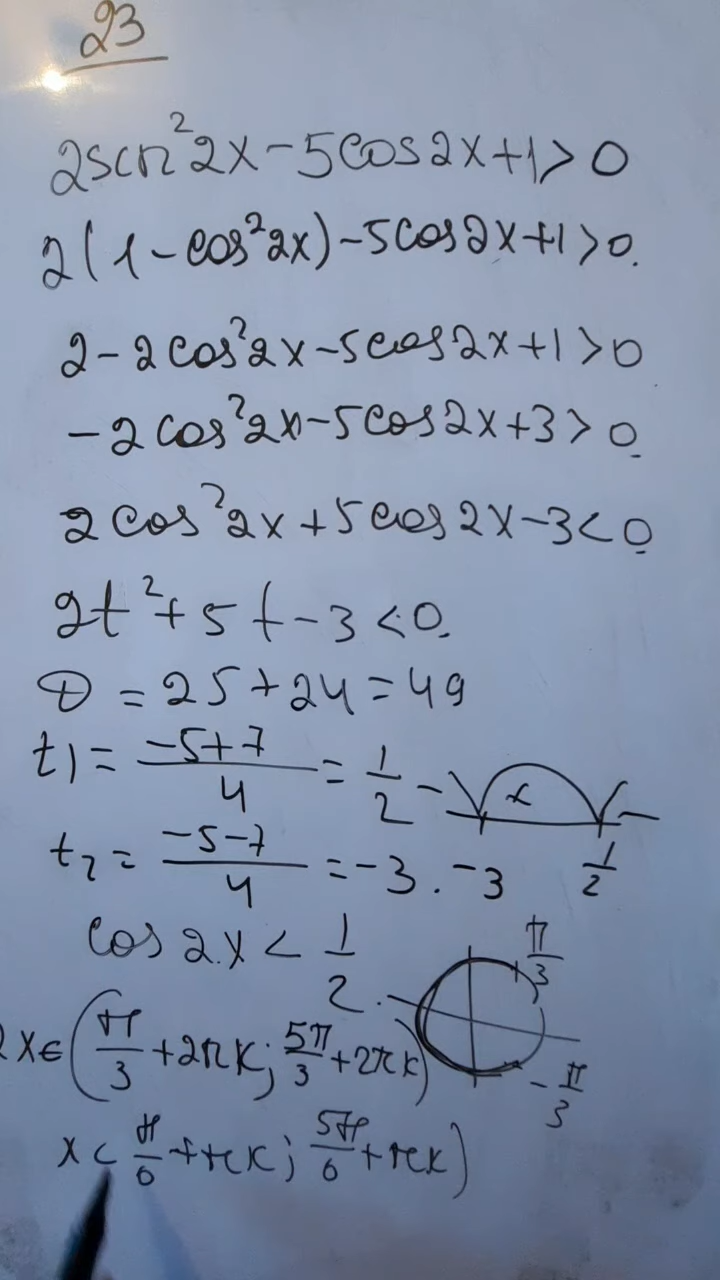 23
2sin²2x-5cos2x+1>0
2(1-cos²2x)-5cos2x+1>0.
2-2cos²2x-5cos2x+1>0
-2cos²2x-5cos2x+3>0.
2cos²2x+5cos2x-3<0.
2t²+5t-3<0.
D=25+24=49
t1=(-5+7)/4=1/2
t2=(-5-7)/4=-3.
-3 1/2
cos2x<1/2.
π/3
2x∈(π/3+2πk; 5π/3+2πk)
-π/3
x< π/6+πk; 5π/6+πk)